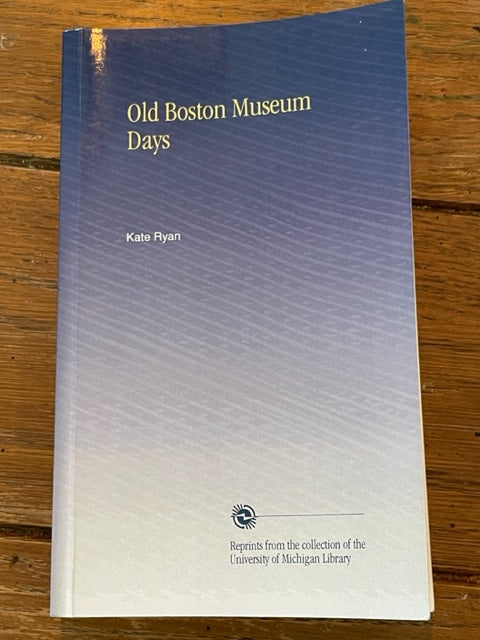 Old Boston Museum
Days
Kate Ryan
Reprints from the collection of the
University of Michigan Library